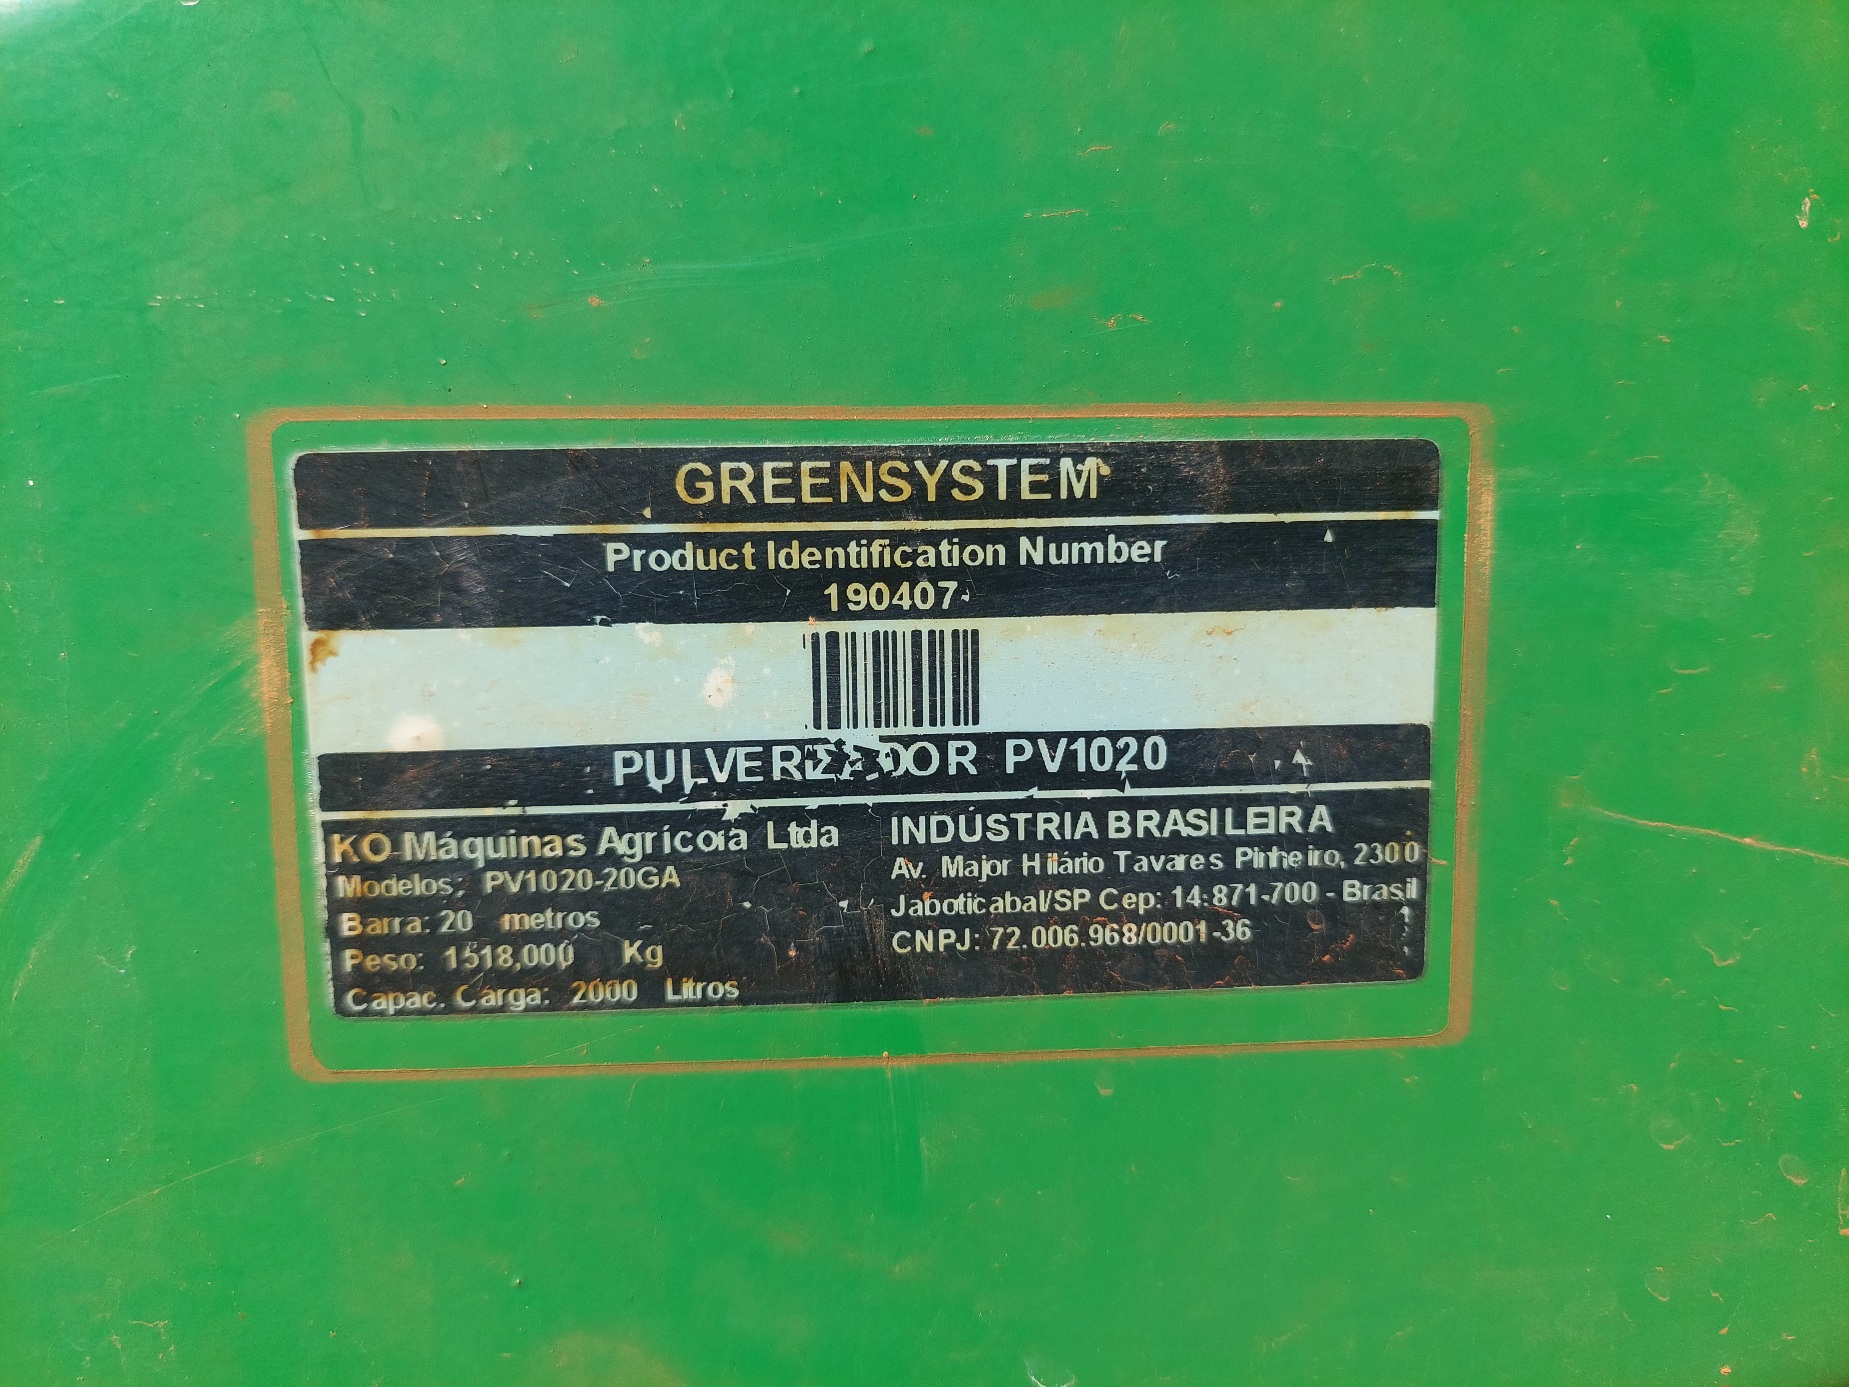 GREENSYSTEM
Product Identification Number
190407
PULVERIZADOR PV1020
KO Máquinas Agrícola Ltda
Modelos: PV1020-20GA
Barra: 20 metros
Peso: 1518,000 Kg
Capac. Carga: 2000 Litros
INDÚSTRIA BRASILEIRA
Av. Major Hilário Tavares Pinheiro, 2300
Jaboticabal/SP Cep: 14.871-700 - Brasil
CNPJ: 72.006.968/0001-36